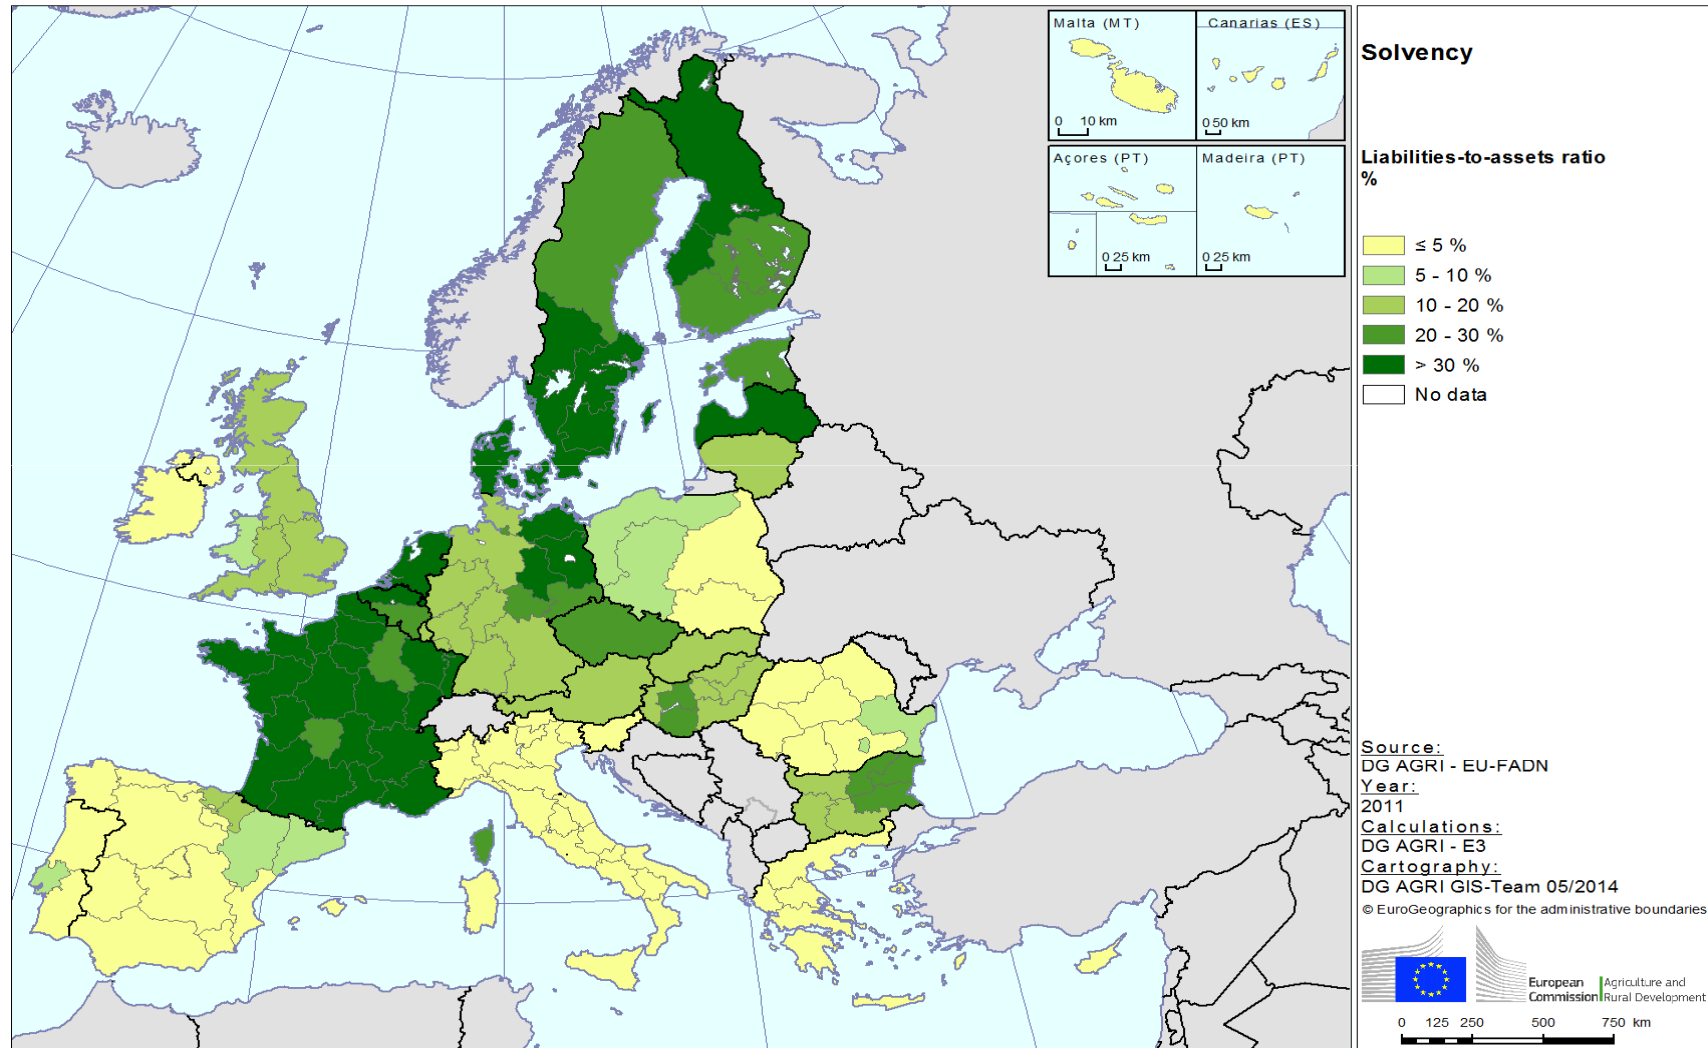 Malta (MT)
0 10 km
Canarias (ES)
0 50 km
Açores (PT)
0 25 km
Madeira (PT)
0 25 km
Solvency
Liabilities-to-assets ratio
%
≤ 5 %
5 - 10 %
10 - 20 %
20 - 30 %
> 30 %
No data
Source:
DG AGRI - EU-FADN
Year:
2011
Calculations:
DG AGRI - E3
Cartography:
DG AGRI GIS-Team 05/2014
© EuroGeographics for the administrative boundaries
European
Commission
Agriculture and
Rural Development
0 125 250 500 750 km